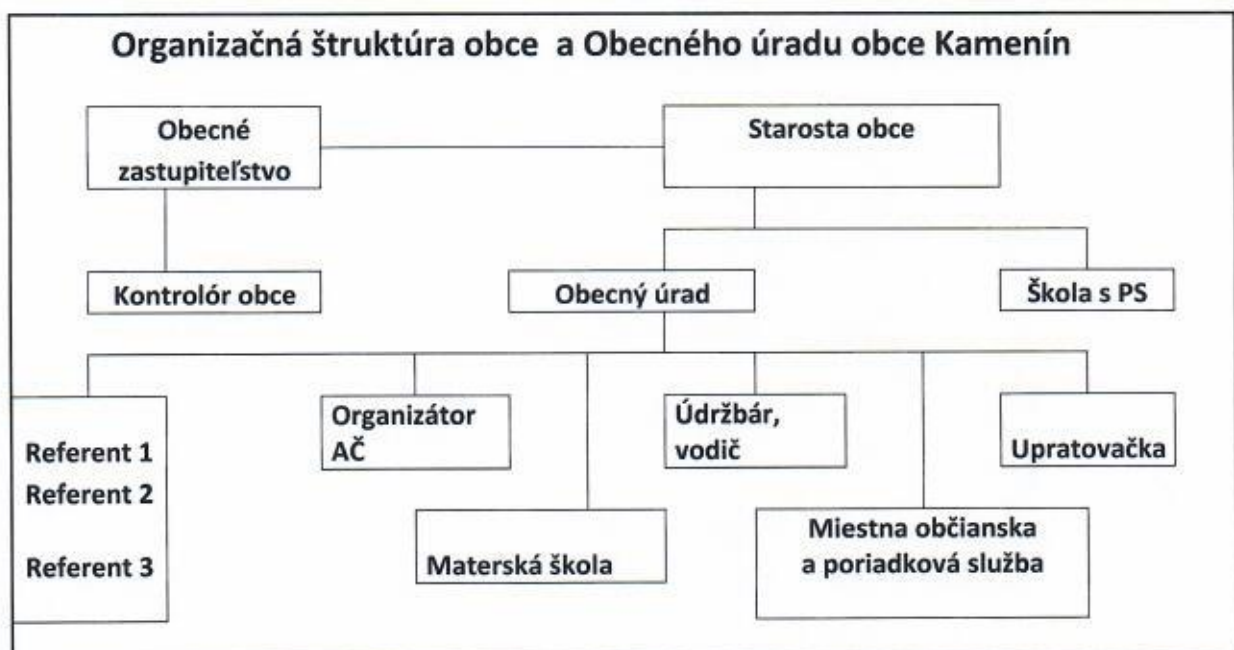 Organizačná štruktúra obce a Obecného úradu obce Kamenín
Obecné
zastupiteľstvo
Starosta obce
Kontrolór obce
Obecný úrad
Škola s PS
Referent 1
Referent 2
Referent 3
Organizátor
AČ
Údržbár,
vodič
Upratovačka
Materská škola
Miestna občianska
a poriadková služba